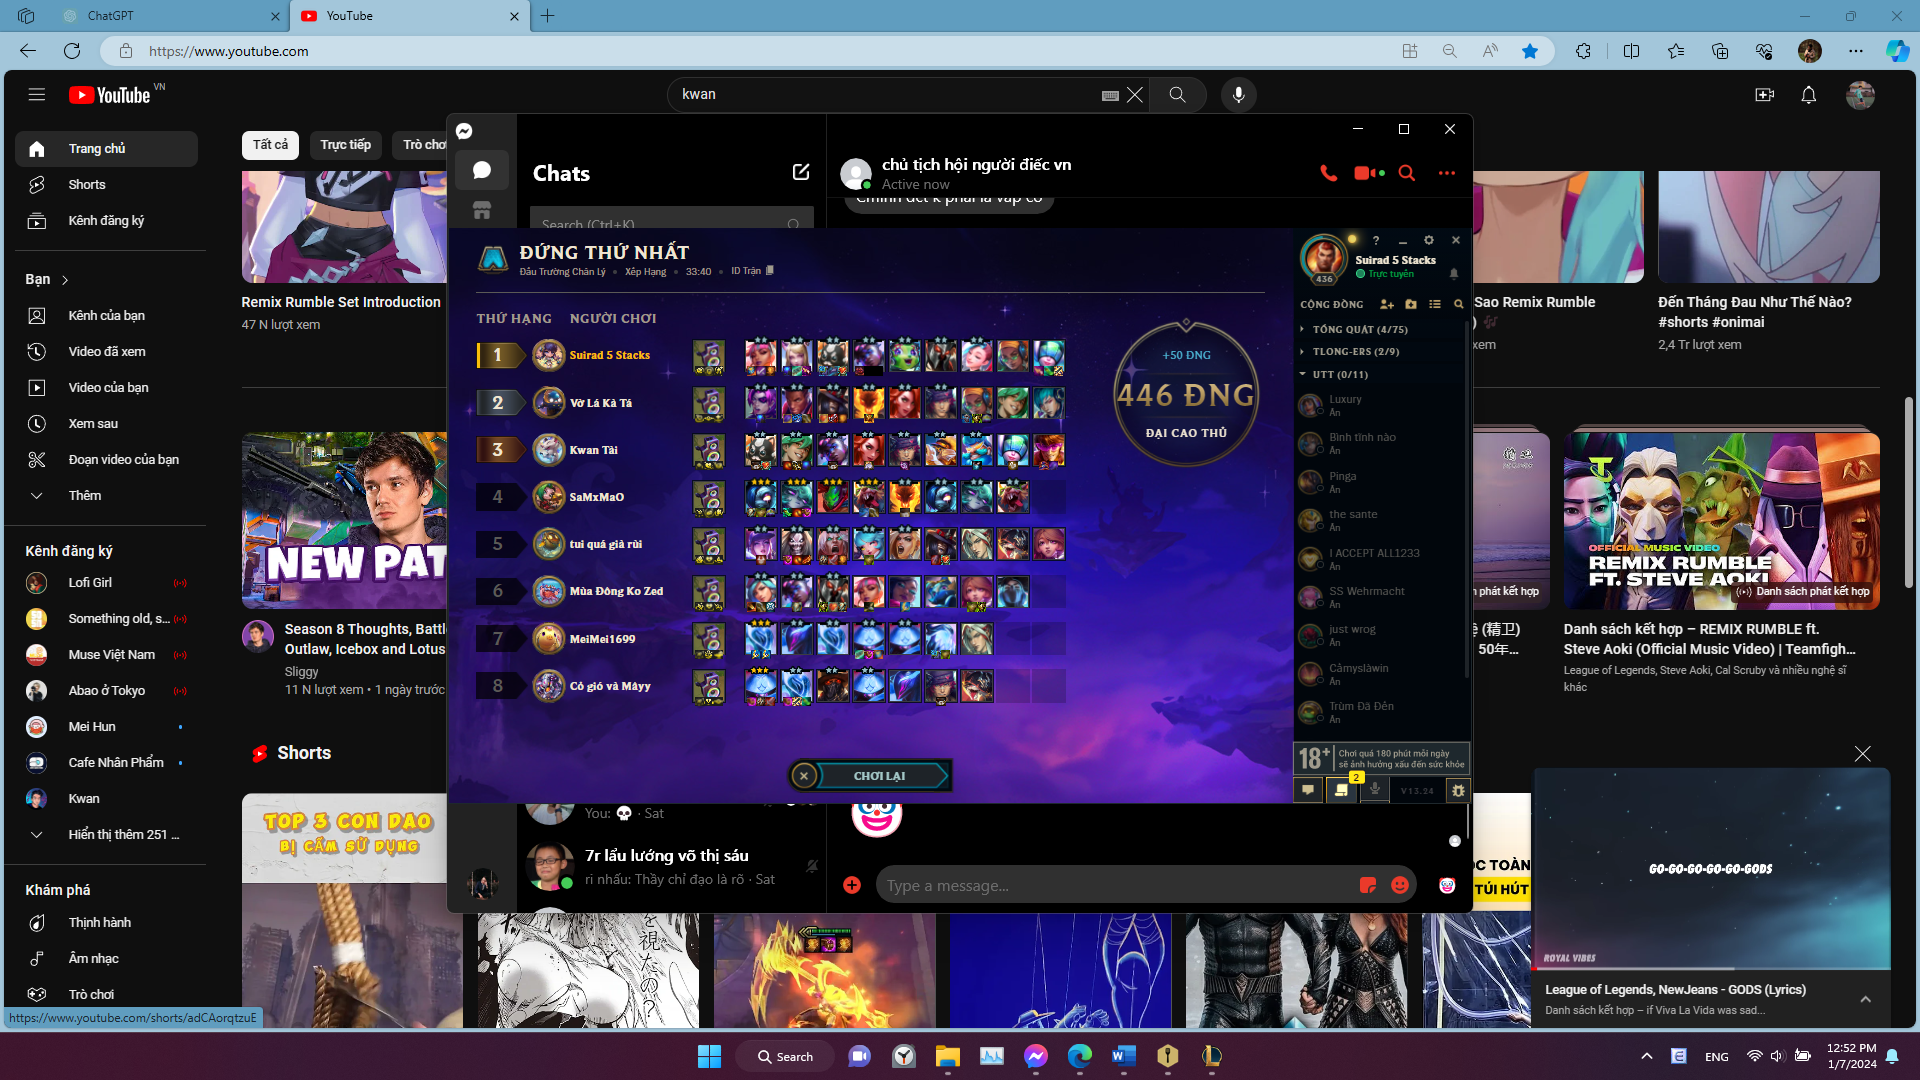 ChatGPT
YouTube
https://www.youtube.com
YouTube VN
kwan
Trang chủ
Shorts
Kênh đăng ký
Bạn
Kênh của bạn
Video đã xem
Video của bạn
Xem sau
Đoạn video của bạn
Thêm
Kênh đăng ký
Lofi Girl
Something old, s...
Muse Việt Nam
Abao ở Tokyo
Mei Hun
Cafe Nhân Phẩm
Kwan
Hiển thị thêm 251 ...
Khám phá
Thịnh hành
Âm nhạc
Trò chơi
https://www.youtube.com/shorts/adCAorqtzuE
Tất cả
Trực tiếp
Trò chơ
Remix Rumble Set Introduction
47 N lượt xem
NEW PAT
Season 8 Thoughts, Battl
Outlaw, Icebox and Lotus
Sliggy
11 N lượt xem • 1 ngày trước
Shorts
TOP 3 CON DAO
BỊ CẤM SỬ DỤNG
Chats
Search (Ctrl+K)
chủ tịch hội người điếc vn
Active now
ĐỨNG THỨ NHẤT
Đấu Trường Chân Lý • Xếp Hạng • 33:40 • ID Trận
THỨ HẠNG NGƯỜI CHƠI
1 Suirad 5 Stacks
2 Vờ Lá Kà Tá
3 Kwan Tài
4 SaMxMaO
5 tui quá già rùi
6 Mùa Đông Ko Zed
7 MeiMei1699
8 Cỏ gió và Mâyy
+50 ĐNG
446 ĐNG
ĐẠI CAO THỦ
CHƠI LẠI
436
Suirad 5 Stacks
Trực tuyến
CỘNG ĐỒNG
TỔNG QUÁT (4/75)
TLONG-ERS (2/9)
UTT (0/11)
Luxury
Ẩn
Bình tĩnh nào
Ẩn
Pinga
Ẩn
the sante
Ẩn
I ACCEPT ALL1233
Ẩn
SS Wehrmacht
Ẩn
just wrog
Ẩn
Cảmyslàwin
Ẩn
Trùm Đá Đên
Ẩn
18+ Chơi quá 180 phút mỗi ngày
sẽ ảnh hưởng xấu đến sức khỏe
2
V13.24
You: 💀 · Sat
7r lẩu lướng võ thị sáu
ri nhấu: Thầy chỉ đạo là rõ · Sat
Type a message...
Sao Remix Rumble
xem
Đến Tháng Đau Như Thế Nào?
#shorts #onimai
2,4 Tr lượt xem
h phát kết hợp
(精卫)
50年...
OFFICIAL MUSIC VIDEO
REMIX RUMBLE
FT. STEVE AOKI
Danh sách phát kết hợp
Danh sách kết hợp – REMIX RUMBLE ft.
Steve Aoki (Official Music Video) | Teamfigh...
League of Legends, Steve Aoki, Cal Scruby và nhiều nghệ sĩ
khác
ỌC TOÀN
TÚI HÚT
を視たの?
GO-GO-GO-GO-GO-GODS
ROYAL VIBES
League of Legends, NewJeans - GODS (Lyrics)
Danh sách kết hợp – if Viva La Vida was sad...
Search
ENG
12:52 PM
1/7/2024